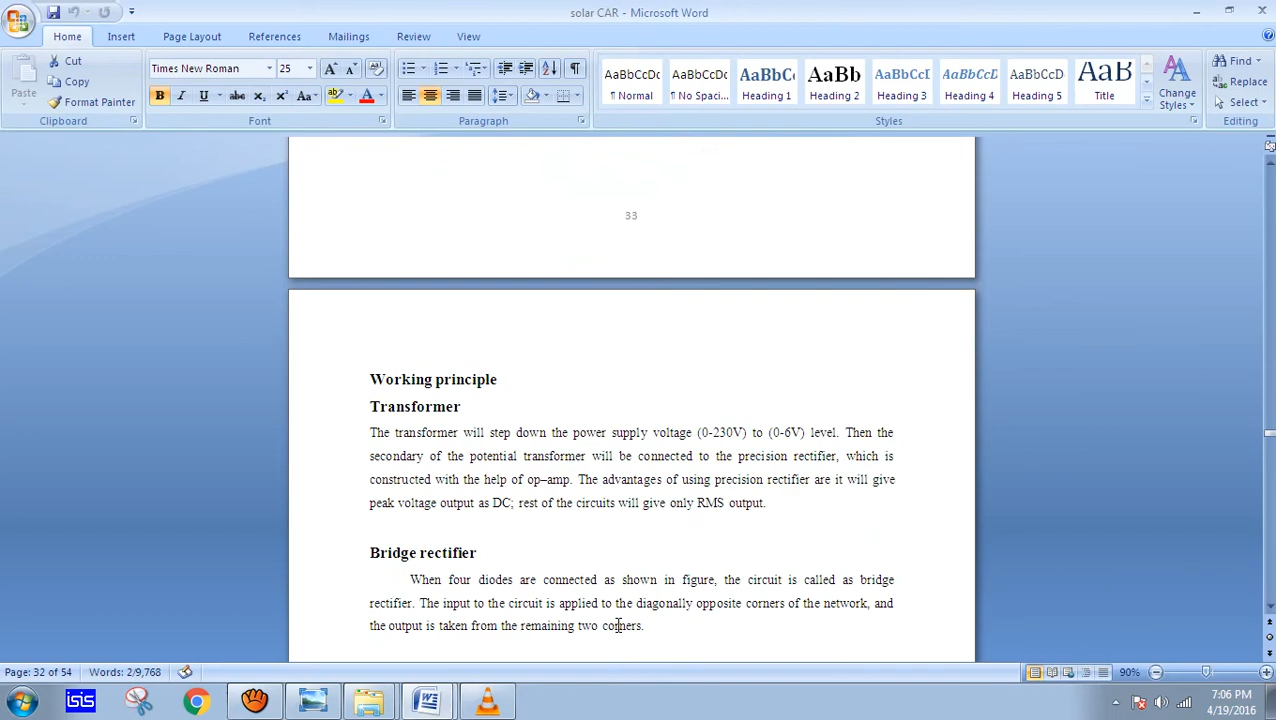 solar CAR - Microsoft Word
Home Insert Page Layout References Mailings Review View
Paste Cut Copy Format Painter Clipboard
Times New Roman 25 Font
Paragraph
AaBbCcDc AaBbCcDc AaBbC AaBb AaBbCcI AaBbCcD AaBbCcD AaB
¶ Normal ¶ No Spaci... Heading 1 Heading 2 Heading 3 Heading 4 Heading 5 Title
Change Styles Styles
Find Replace Select Editing
33
Working principle
Transformer
The transformer will step down the power supply voltage (0-230V) to (0-6V) level. Then the
secondary of the potential transformer will be connected to the precision rectifier, which is
constructed with the help of op–amp. The advantages of using precision rectifier are it will give
peak voltage output as DC; rest of the circuits will give only RMS output.
Bridge rectifier
When four diodes are connected as shown in figure, the circuit is called as bridge
rectifier. The input to the circuit is applied to the diagonally opposite corners of the network, and
the output is taken from the remaining two corners.
Page: 32 of 54 Words: 2/9,768 90%
isis
7:06 PM
4/19/2016